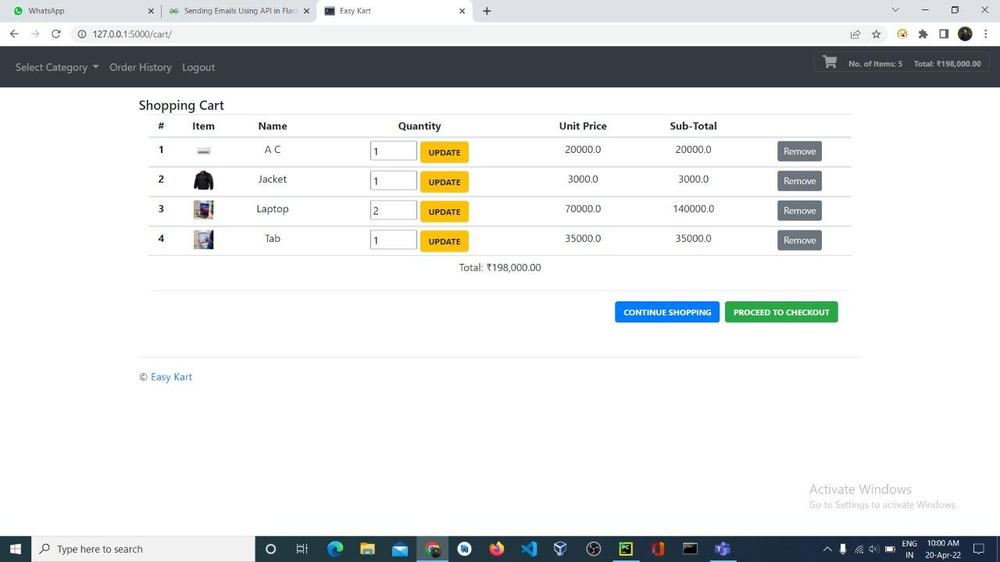 WhatsApp
Sending Emails Using API in Flas
Easy Kart
127.0.0.1:5000/cart/
Select Category Order History Logout
No. of Items: 5 Total: ₹198,000.00
Shopping Cart
# Item Name Quantity Unit Price Sub-Total
1 A C 1 UPDATE 20000.0 20000.0 Remove
2 Jacket 1 UPDATE 3000.0 3000.0 Remove
3 Laptop 2 UPDATE 70000.0 140000.0 Remove
4 Tab 1 UPDATE 35000.0 35000.0 Remove
Total: ₹198,000.00
CONTINUE SHOPPING PROCEED TO CHECKOUT
© Easy Kart
Activate Windows
Go to Settings to activate Windows.
Type here to search
PC
ENG
IN
10:00 AM
20-Apr-22